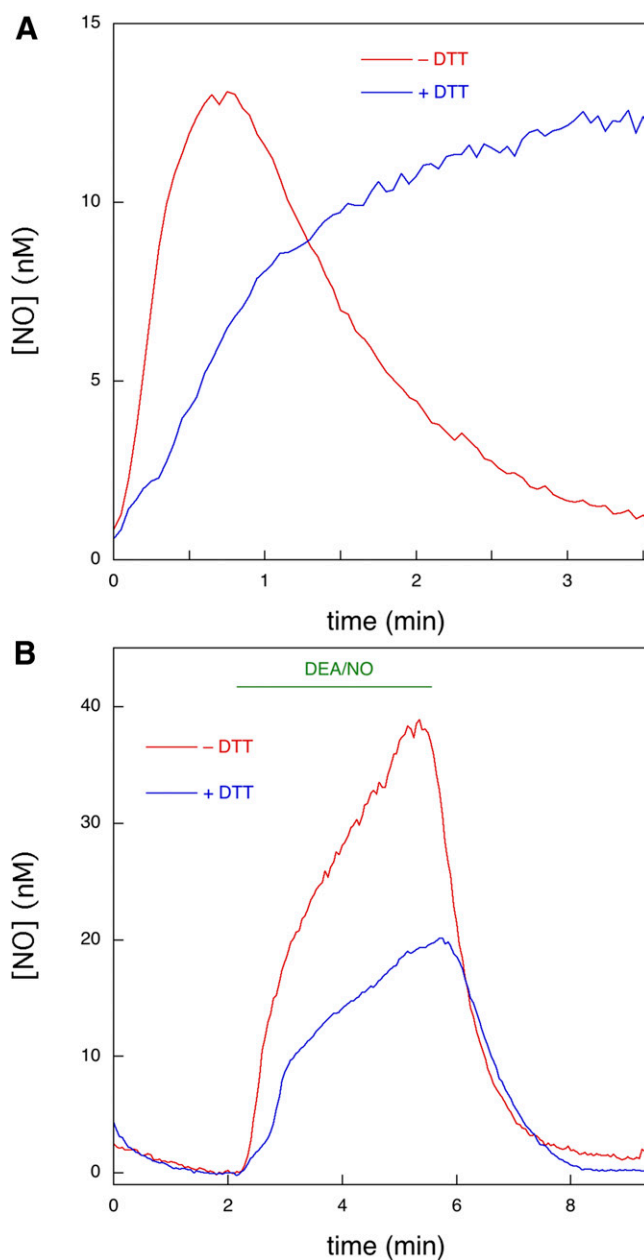 A
15
– DTT
+ DTT
10
[NO] (nM)
5
0
0
1
2
3
time (min)
B
DEA/NO
40
– DTT
+ DTT
30
[NO] (nM)
20
10
0
0
2
4
6
8
time (min)